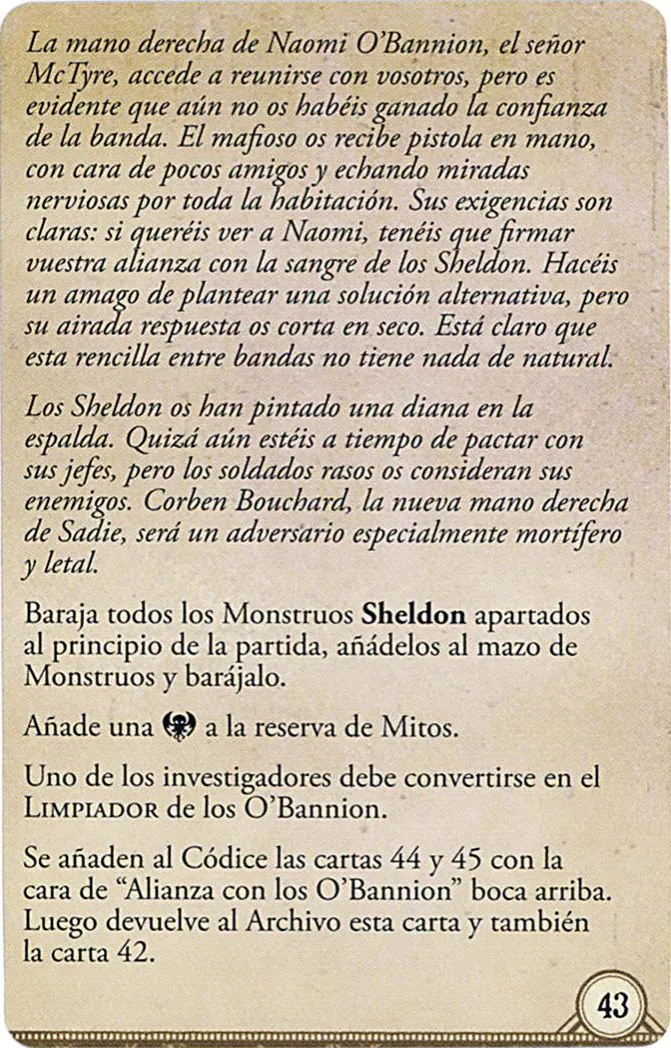 La mano derecha de Naomi O'Bannion, el señor
McTyre, accede a reunirse con vosotros, pero es
evidente que aún no os habéis ganado la confianza
de la banda. El mafioso os recibe pistola en mano,
con cara de pocos amigos y echando miradas
nerviosas por toda la habitación. Sus exigencias son
claras: si queréis ver a Naomi, tenéis que firmar
vuestra alianza con la sangre de los Sheldon. Hacéis
un amago de plantear una solución alternativa, pero
su airada respuesta os corta en seco. Está claro que
esta rencilla entre bandas no tiene nada de natural.
Los Sheldon os han pintado una diana en la
espalda. Quizá aún estéis a tiempo de pactar con
sus jefes, pero los soldados rasos os consideran sus
enemigos. Corben Bouchard, la nueva mano derecha
de Sadie, será un adversario especialmente mortífero
y letal.
Baraja todos los Monstruos Sheldon apartados
al principio de la partida, añádelos al mazo de
Monstruos y barájalo.
Añade una a la reserva de Mitos.
Uno de los investigadores debe convertirse en el
LIMPIADOR de los O'Bannion.
Se añaden al Códice las cartas 44 y 45 con la
cara de “Alianza con los O'Bannion” boca arriba.
Luego devuelve al Archivo esta carta y también
la carta 42.
43